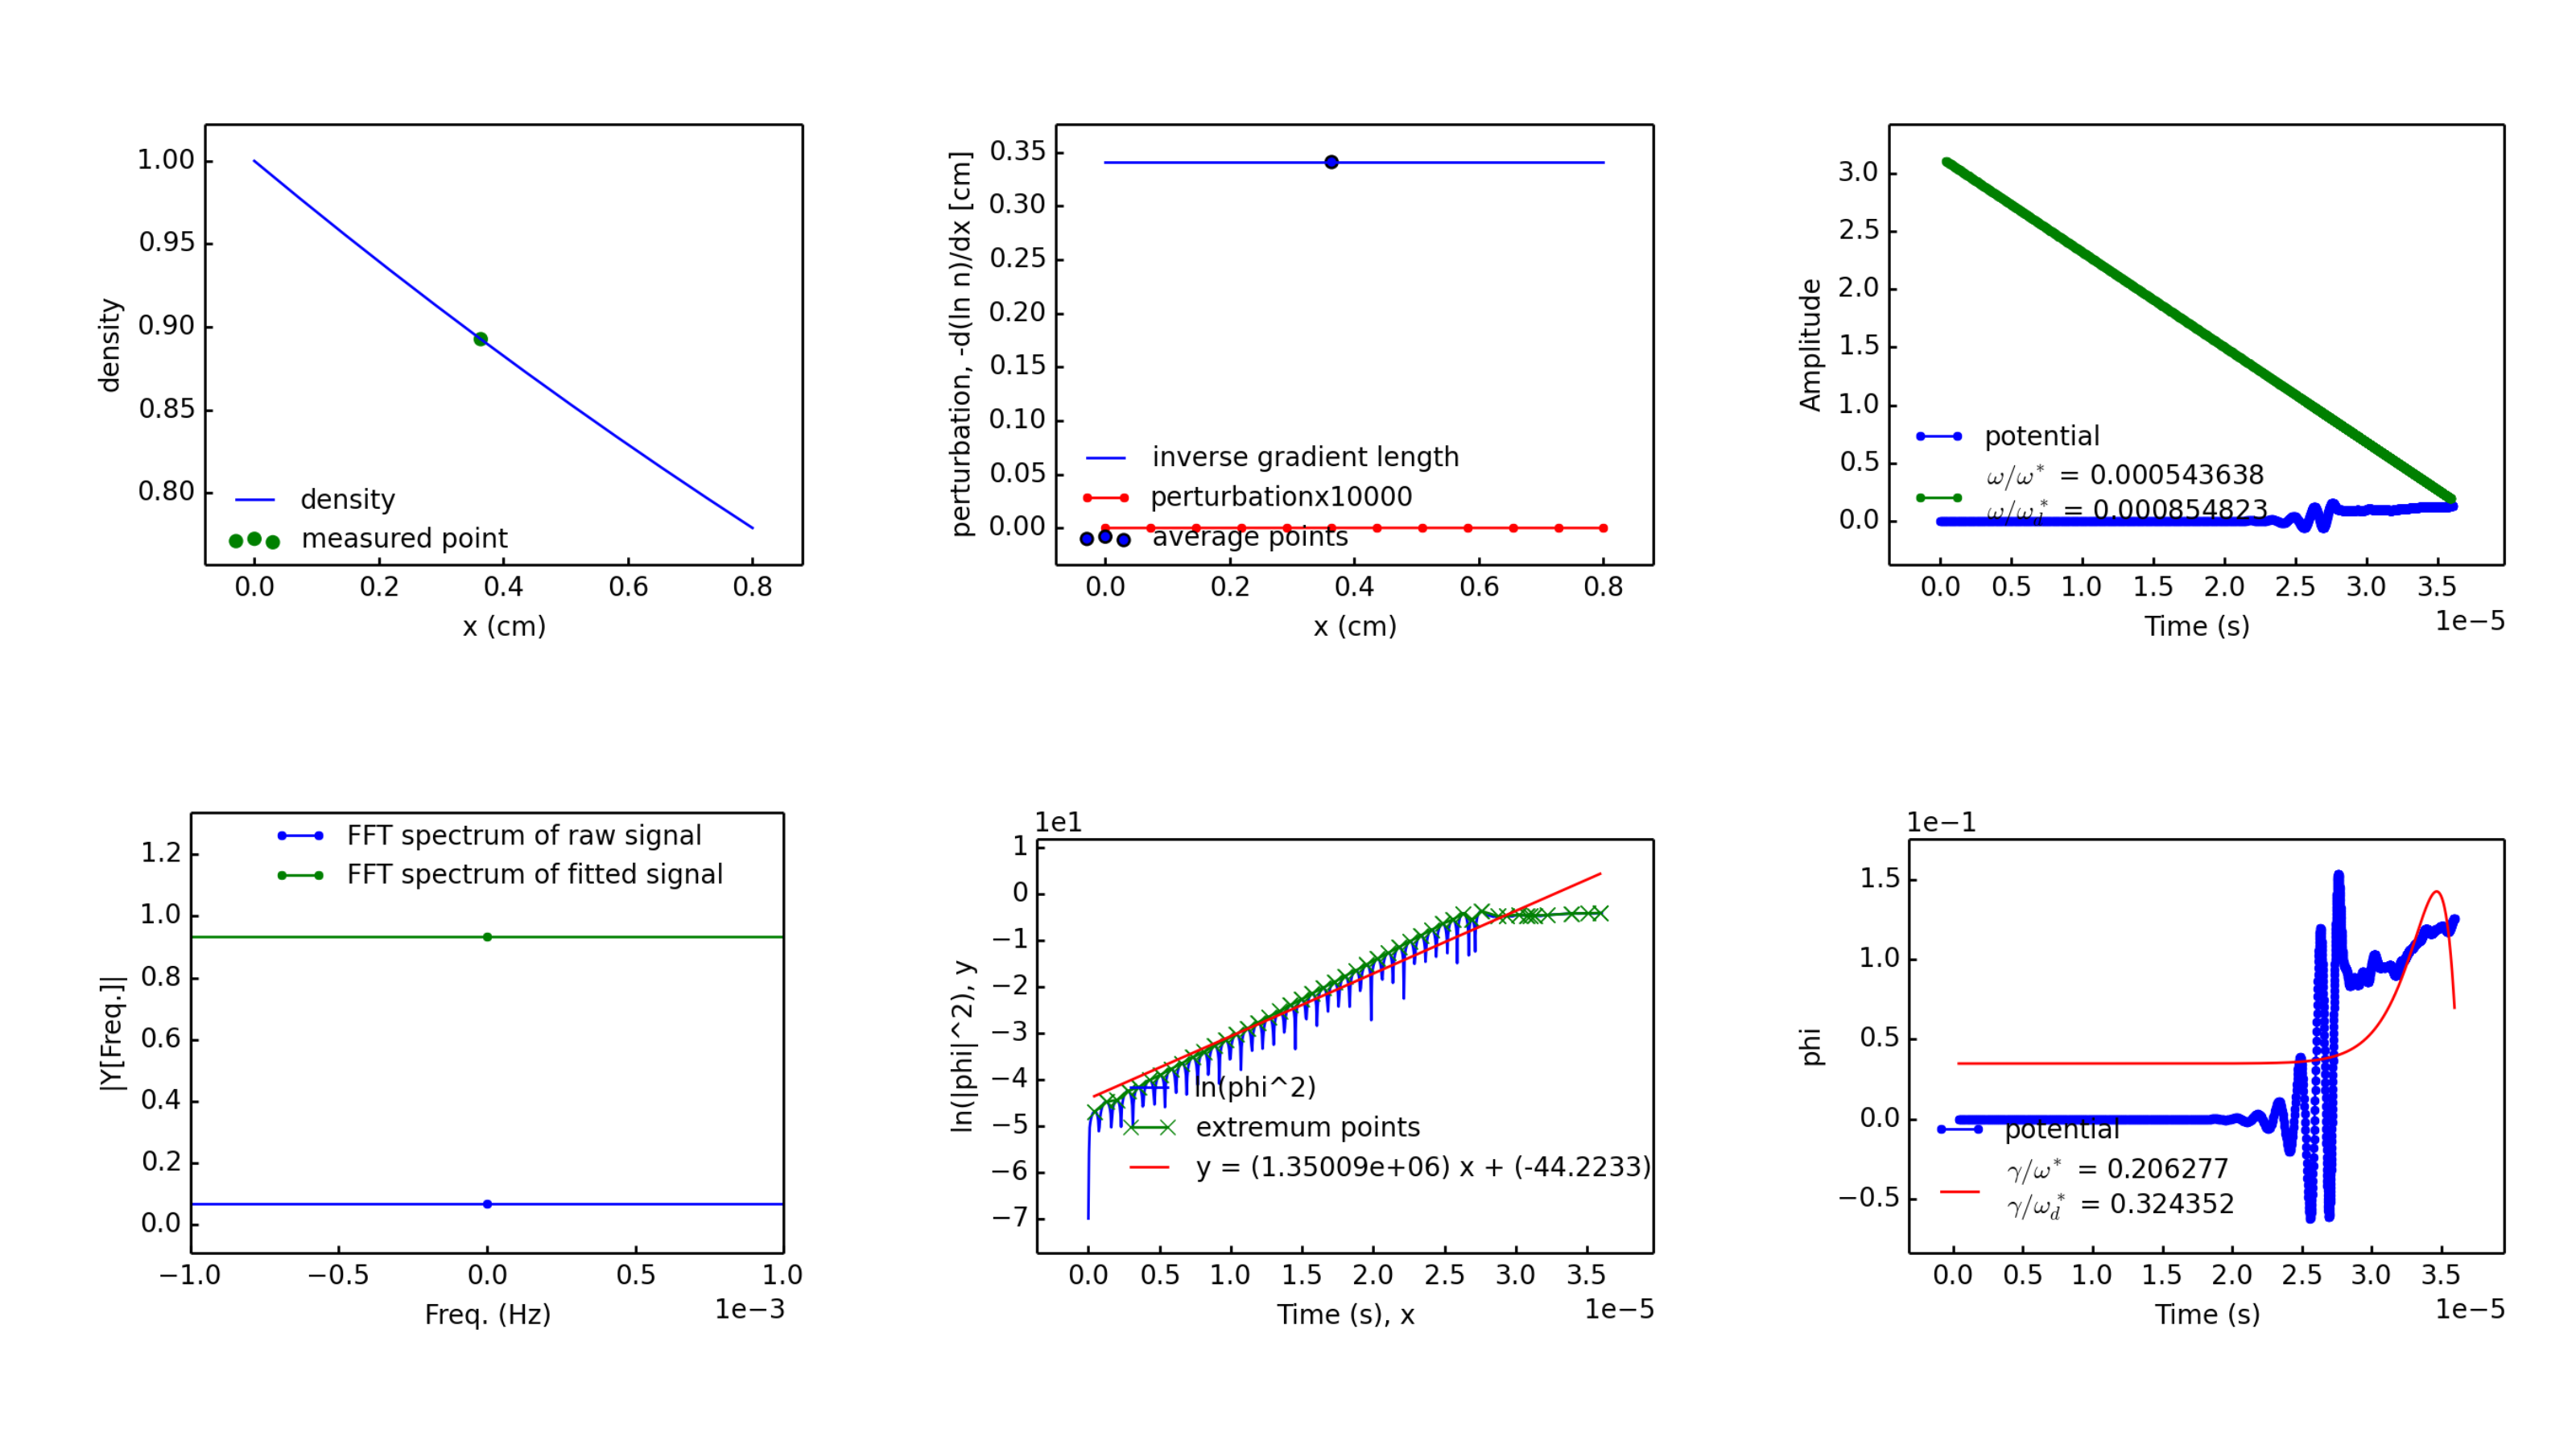 1.00
0.95
0.90
0.85
0.80
density
density
measured point
0.0 0.2 0.4 0.6 0.8
x (cm)
0.35
0.30
0.25
0.20
0.15
0.10
0.05
0.00
perturbation, -d(ln n)/dx [cm]
inverse gradient length
perturbationx10000
average points
0.0 0.2 0.4 0.6 0.8
x (cm)
3.0
2.5
2.0
1.5
1.0
0.5
0.0
Amplitude
potential
ω/ω* = 0.000543638
ω/ω*_d = 0.000854823
0.0 0.5 1.0 1.5 2.0 2.5 3.0 3.5
1e−5
Time (s)
1.2
1.0
0.8
0.6
0.4
0.2
0.0
|Y[Freq.]|
FFT spectrum of raw signal
FFT spectrum of fitted signal
−1.0 −0.5 0.0 0.5 1.0
1e−3
Freq. (Hz)
1e1
1
0
−1
−2
−3
−4
−5
−6
−7
ln(|phi|^2), y
ln(phi^2)
extremum points
y = (1.35009e+06) x + (-44.2233)
0.0 0.5 1.0 1.5 2.0 2.5 3.0 3.5
1e−5
Time (s), x
1e−1
1.5
1.0
0.5
0.0
−0.5
phi
potential
γ/ω* = 0.206277
γ/ω*_d = 0.324352
0.0 0.5 1.0 1.5 2.0 2.5 3.0 3.5
1e−5
Time (s)